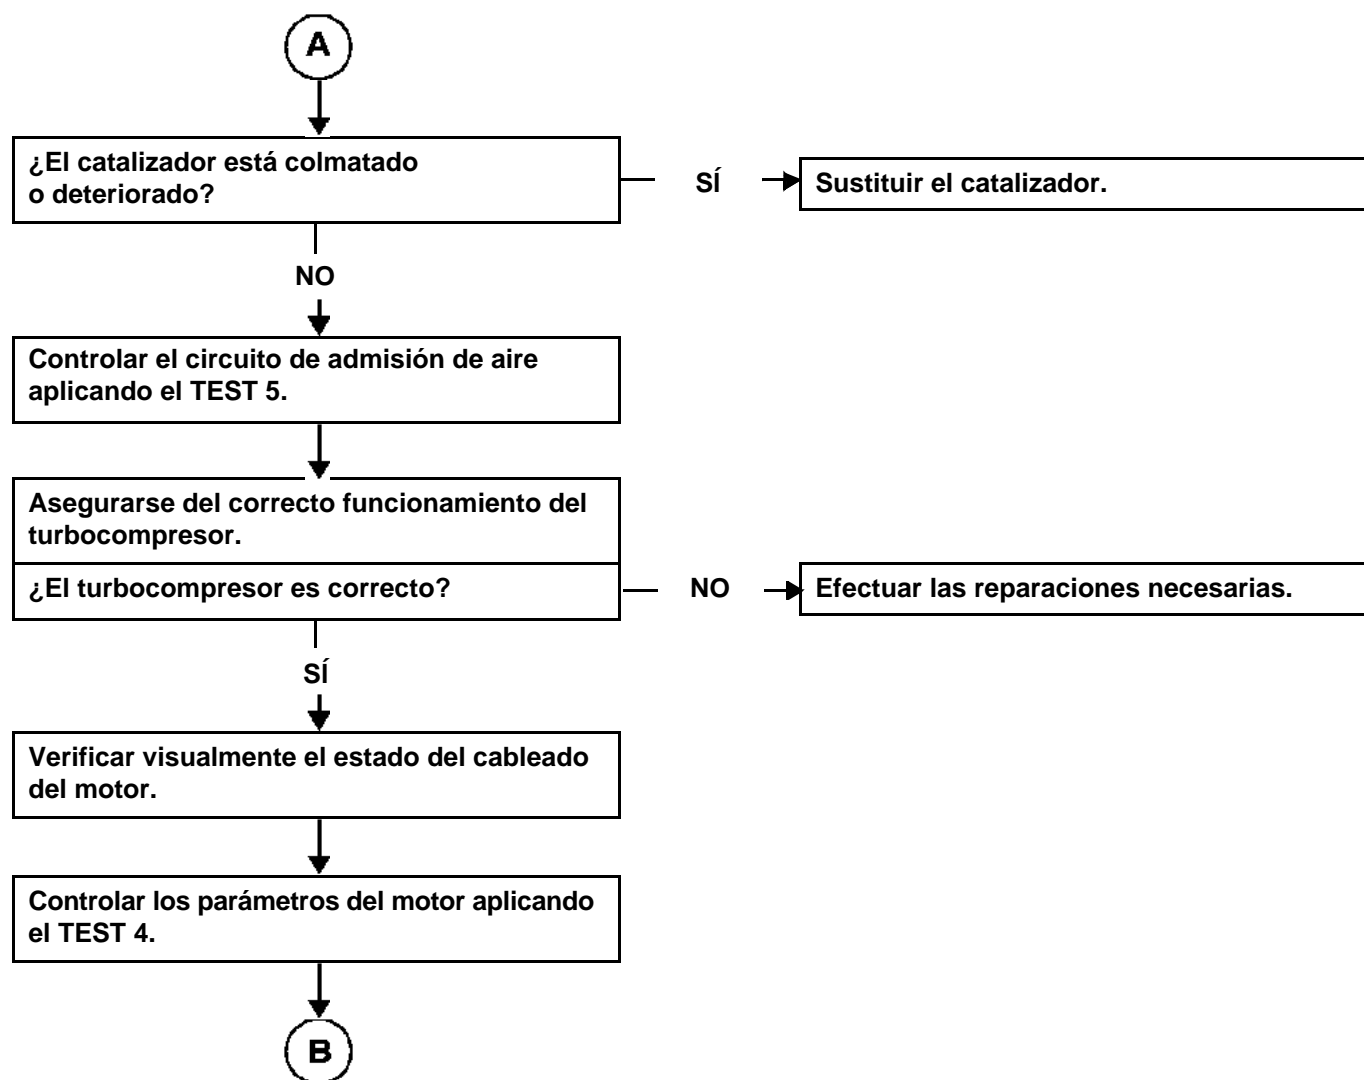 A
¿El catalizador está colmatado
o deteriorado?
SÍ
Sustituir el catalizador.
NO
Controlar el circuito de admisión de aire
aplicando el TEST 5.
Asegurarse del correcto funcionamiento del
turbocompresor.
¿El turbocompresor es correcto?
NO
Efectuar las reparaciones necesarias.
SÍ
Verificar visualmente el estado del cableado
del motor.
Controlar los parámetros del motor aplicando
el TEST 4.
B